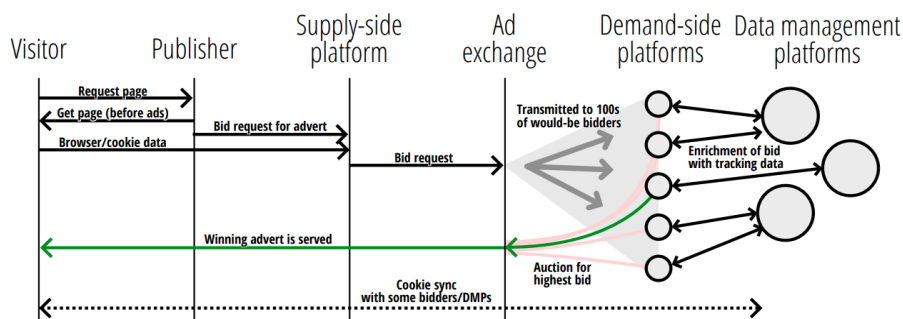 Visitor
Publisher
Supply-side
platform
Ad
exchange
Demand-side
platforms
Data management
platforms
Request page
Get page (before ads)
Bid request for advert
Browser/cookie data
Bid request
Transmitted to 100s
of would-be bidders
Enrichment of bid
with tracking data
Winning advert is served
Auction for
highest bid
Cookie sync
with some bidders/DMPs